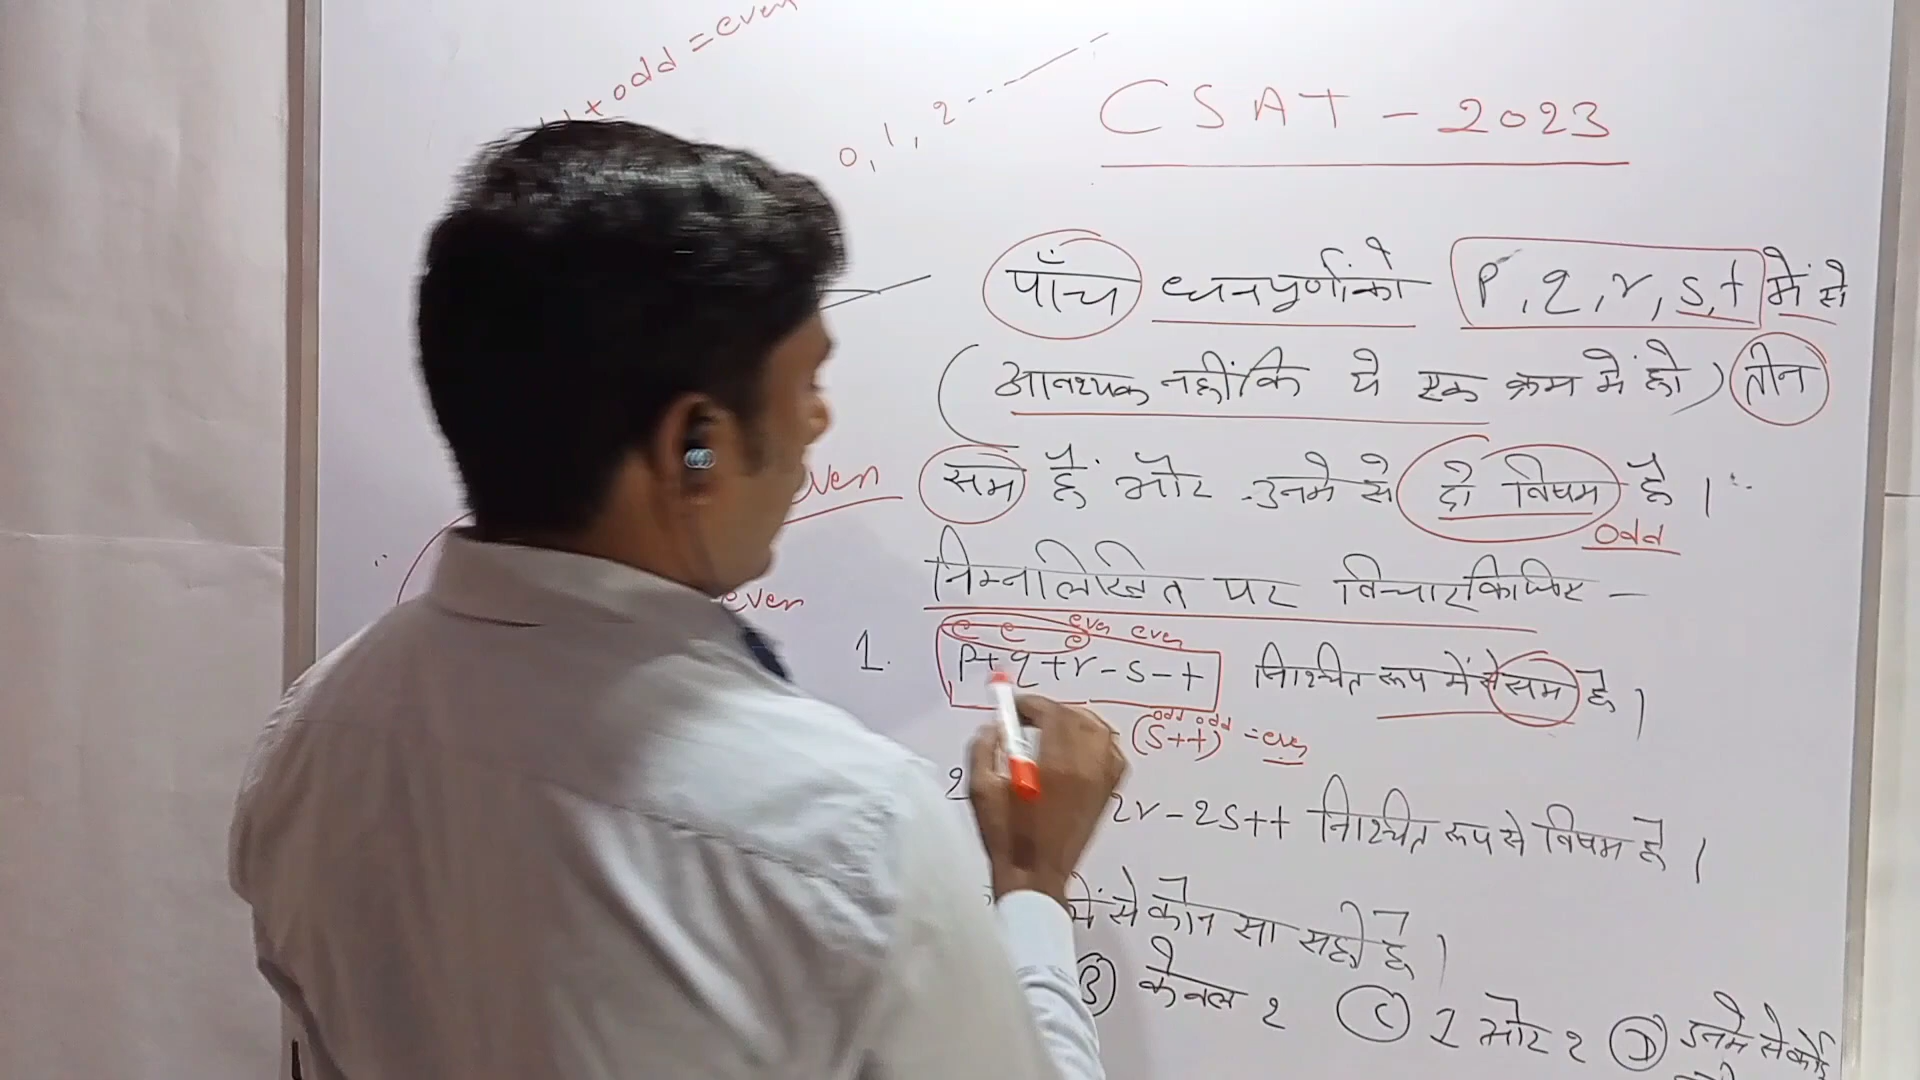 odd = even
0, 1, 2 ---
CSAT - 2023
पाँच धनपूर्णांको p, q, r, s, t में से
(आवश्यक नहीं कि ये एक क्रम में हो) तीन
सम है और उनमे से दो विषम है ।
odd
even
निम्नलिखित पर विचार किजिए -
e e e even even
1. p+q+r-s-t निश्चीत रूप में से सम है ।
odd odd
(s+t) = even
2 2r-2s+t निश्चीत रूप से विषम है ।
में से कौन सा सही है ।
B केवल 2 C 1 और 2 D इनमे से कोई